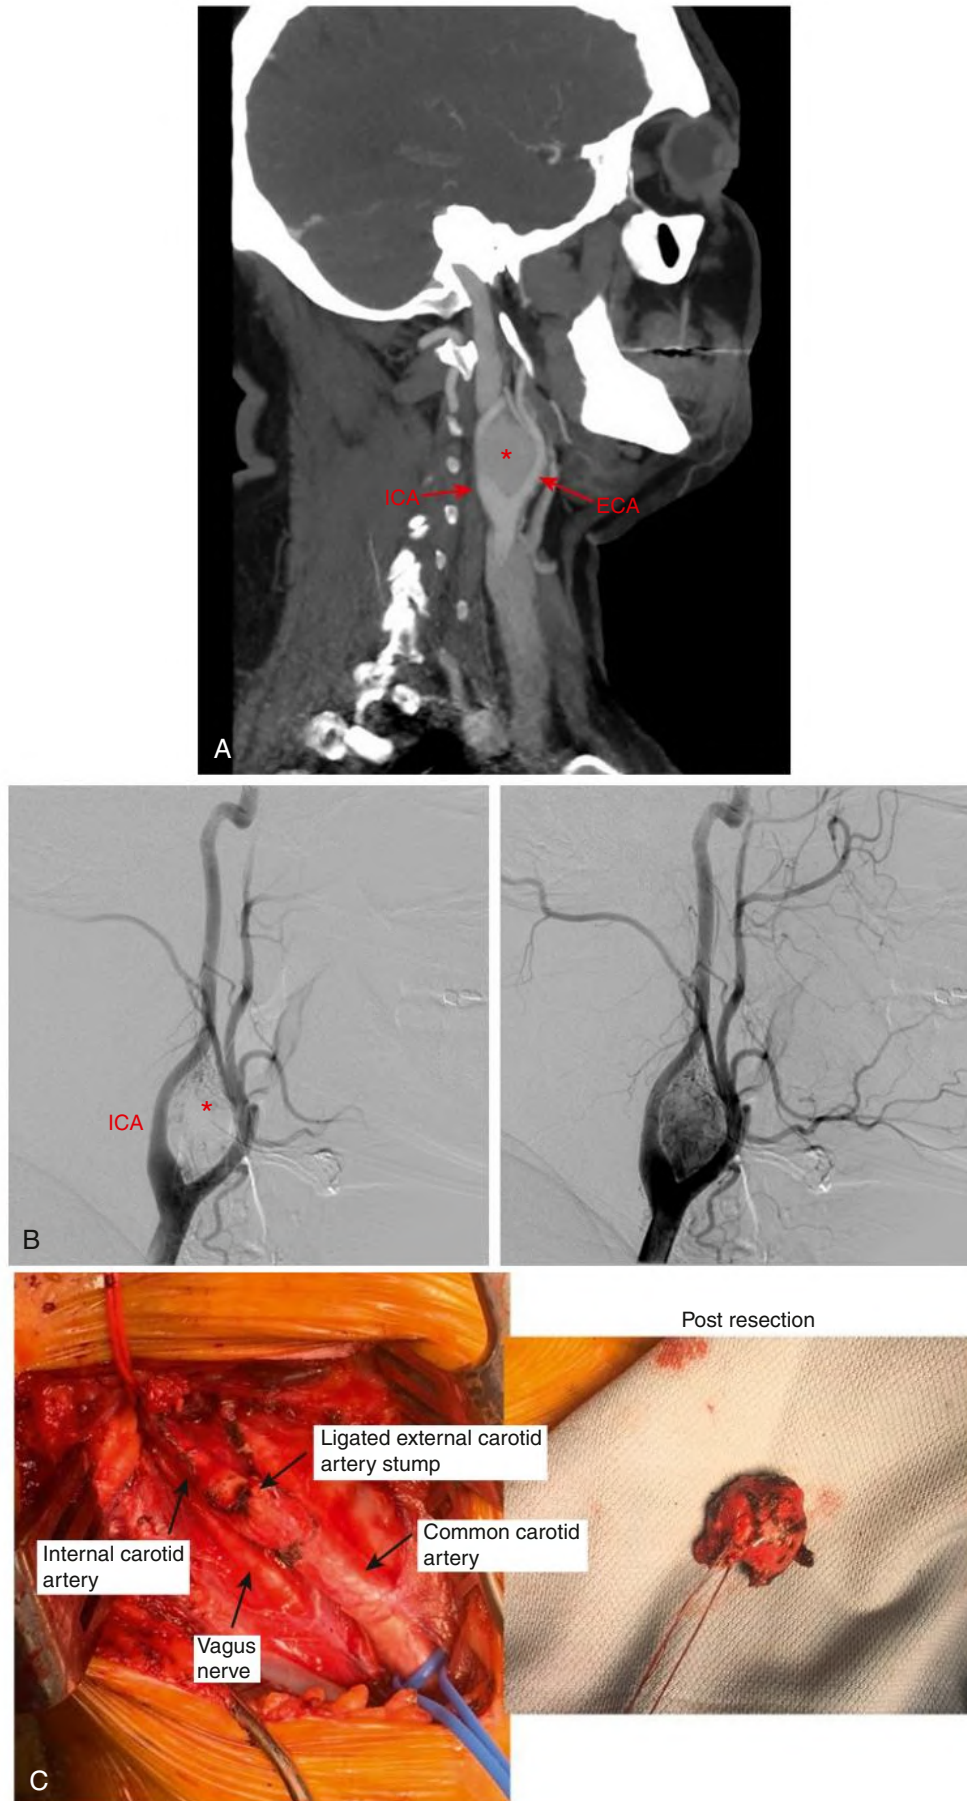 *
ICA
ECA
A
ICA
*
B
Post resection
Ligated external carotid
artery stump
Common carotid
artery
Internal carotid
artery
Vagus
nerve
C